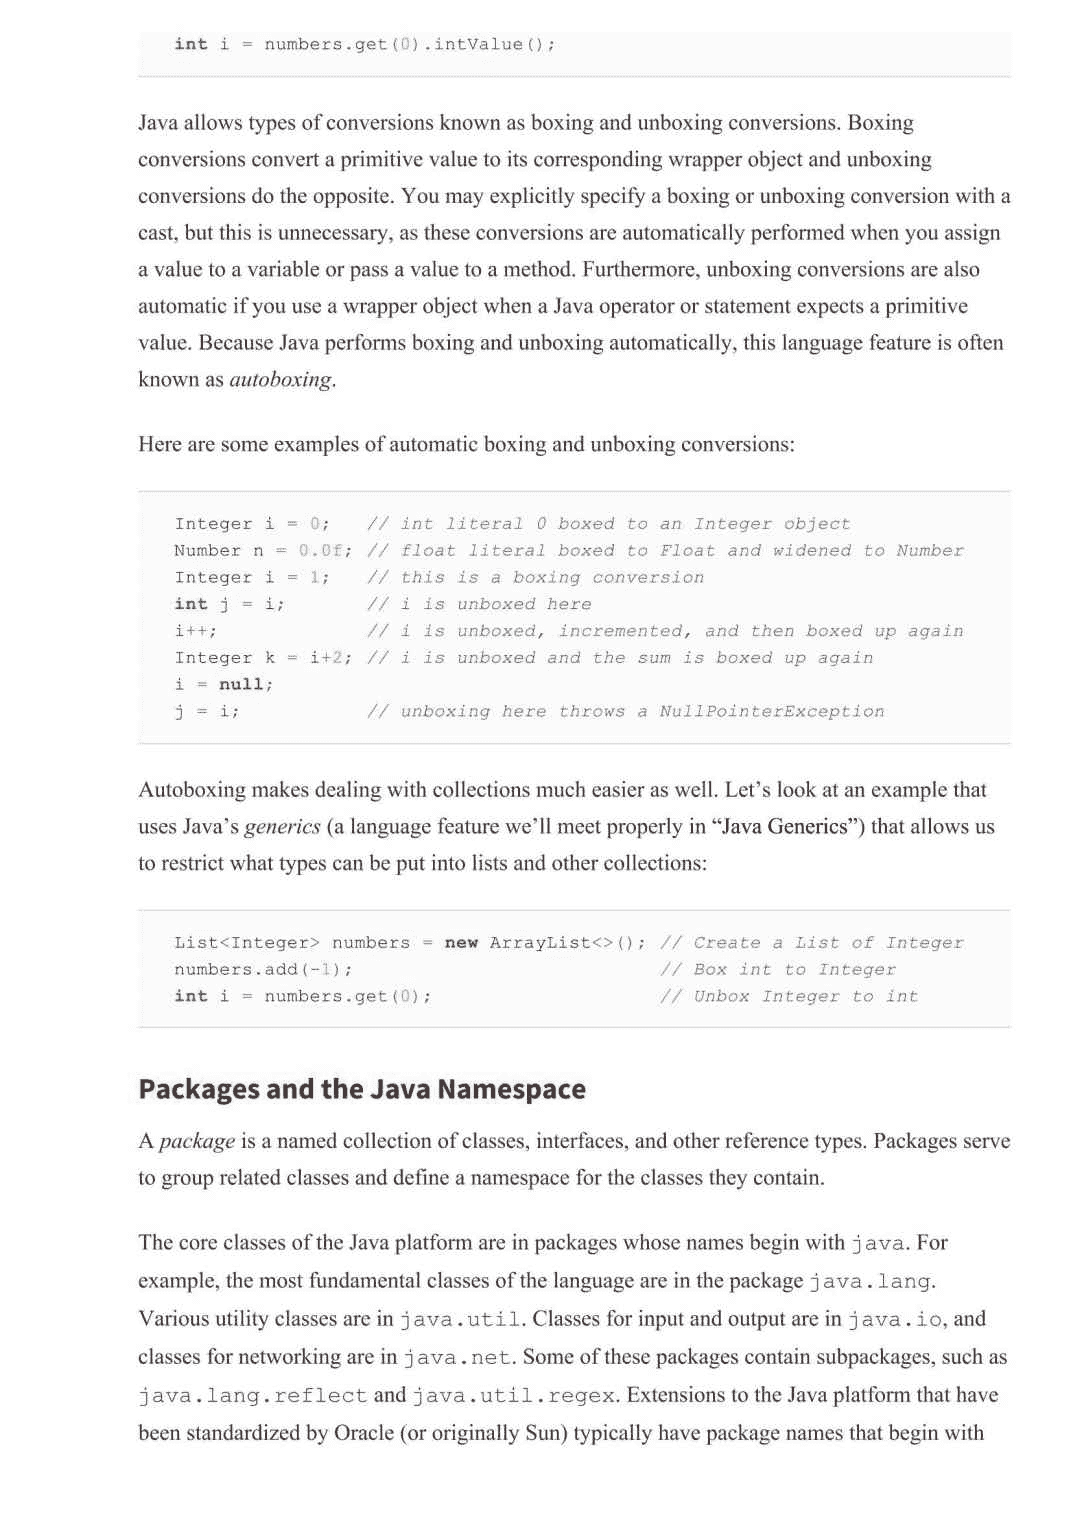 int i = numbers.get(0).intValue();
Java allows types of conversions known as boxing and unboxing conversions. Boxing
conversions convert a primitive value to its corresponding wrapper object and unboxing
conversions do the opposite. You may explicitly specify a boxing or unboxing conversion with a
cast, but this is unnecessary, as these conversions are automatically performed when you assign
a value to a variable or pass a value to a method. Furthermore, unboxing conversions are also
automatic if you use a wrapper object when a Java operator or statement expects a primitive
value. Because Java performs boxing and unboxing automatically, this language feature is often
known as autoboxing.
Here are some examples of automatic boxing and unboxing conversions:
Integer i = 0;   // int literal 0 boxed to an Integer object
Number n = 0.0f; // float literal boxed to Float and widened to Number
Integer i = 1;   // this is a boxing conversion
int j = i;       // i is unboxed here
i++;             // i is unboxed, incremented, and then boxed up again
Integer k = i+2; // i is unboxed and the sum is boxed up again
i = null;
j = i;           // unboxing here throws a NullPointerException
Autoboxing makes dealing with collections much easier as well. Let’s look at an example that
uses Java’s generics (a language feature we’ll meet properly in “Java Generics”) that allows us
to restrict what types can be put into lists and other collections:
List<Integer> numbers = new ArrayList<>(); // Create a List of Integer
numbers.add(-1);                           // Box int to Integer
int i = numbers.get(0);                    // Unbox Integer to int
Packages and the Java Namespace
A package is a named collection of classes, interfaces, and other reference types. Packages serve
to group related classes and define a namespace for the classes they contain.
The core classes of the Java platform are in packages whose names begin with java. For
example, the most fundamental classes of the language are in the package java.lang.
Various utility classes are in java.util. Classes for input and output are in java.io, and
classes for networking are in java.net. Some of these packages contain subpackages, such as
java.lang.reflect and java.util.regex. Extensions to the Java platform that have
been standardized by Oracle (or originally Sun) typically have package names that begin with